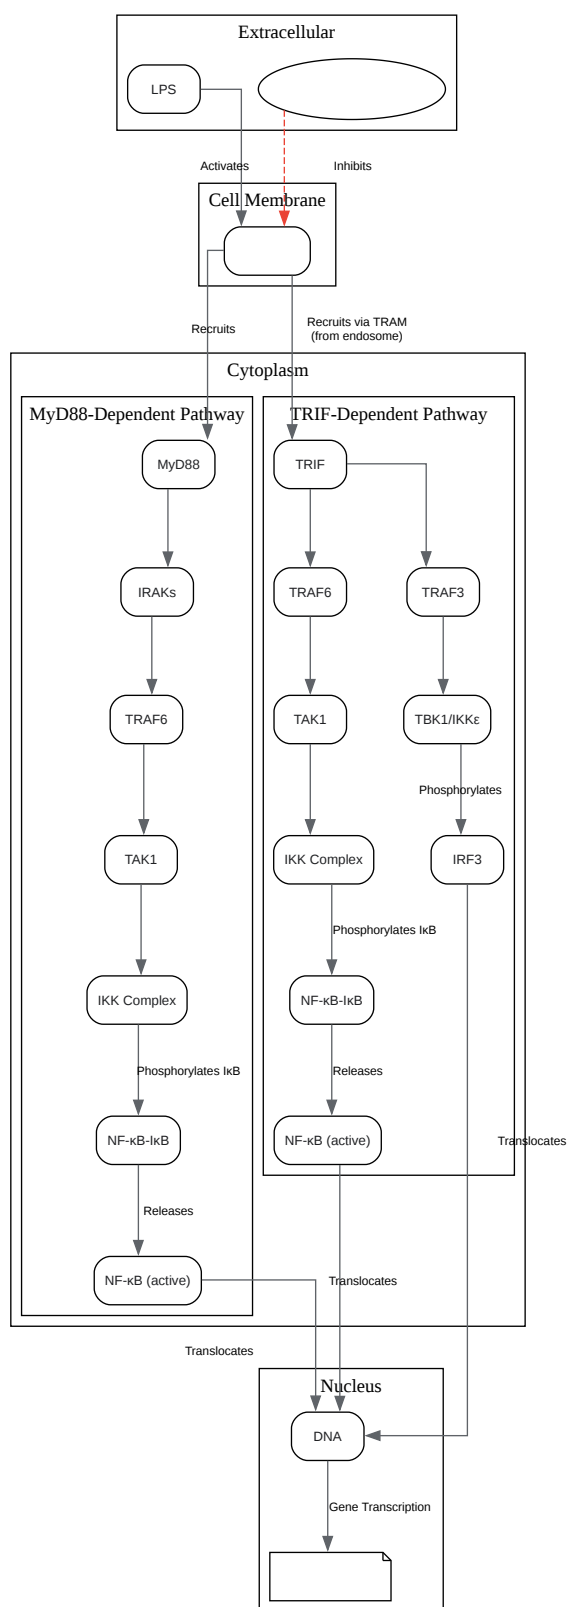 Extracellular
LPS
Activates
Inhibits
Cell Membrane
Recruits
Recruits via TRAM
(from endosome)
Cytoplasm
MyD88-Dependent Pathway
TRIF-Dependent Pathway
MyD88
TRIF
IRAKs
TRAF6
TRAF3
TRAF6
TAK1
TBK1/IKKε
Phosphorylates
TAK1
IKK Complex
IRF3
Phosphorylates IκB
IKK Complex
NF-κB-IκB
Phosphorylates IκB
Releases
NF-κB-IκB
NF-κB (active)
Translocates
Releases
NF-κB (active)
Translocates
Translocates
Nucleus
DNA
Gene Transcription